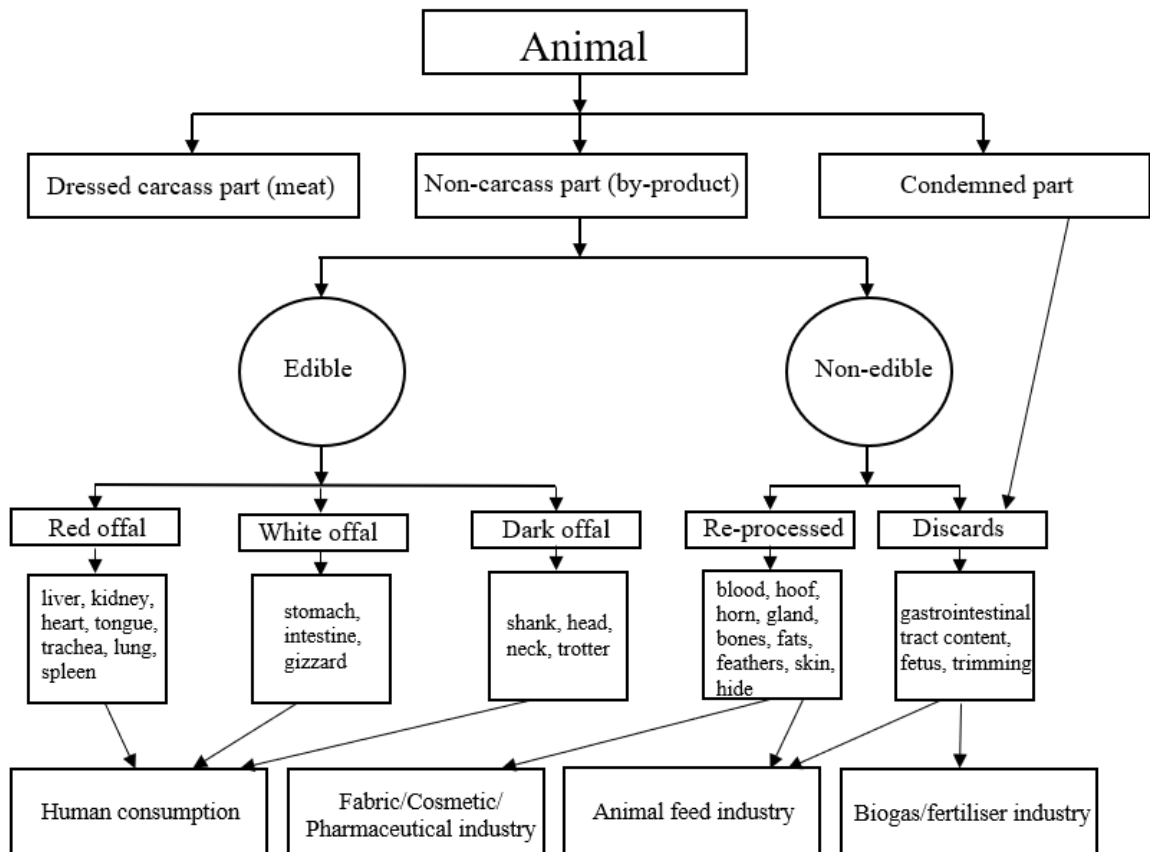 Animal
Dressed carcass part (meat)
Non-carcass part (by-product)
Condemned part
Edible
Non-edible
Red offal
White offal
Dark offal
Re-processed
Discards
liver, kidney,
heart, tongue,
trachea, lung,
spleen
stomach,
intestine,
gizzard
shank, head,
neck, trotter
blood, hoof,
horn, gland,
bones, fats,
feathers, skin,
hide
gastrointestinal
tract content,
fetus, trimming
Human consumption
Fabric/Cosmetic/
Pharmaceutical industry
Animal feed industry
Biogas/fertiliser industry